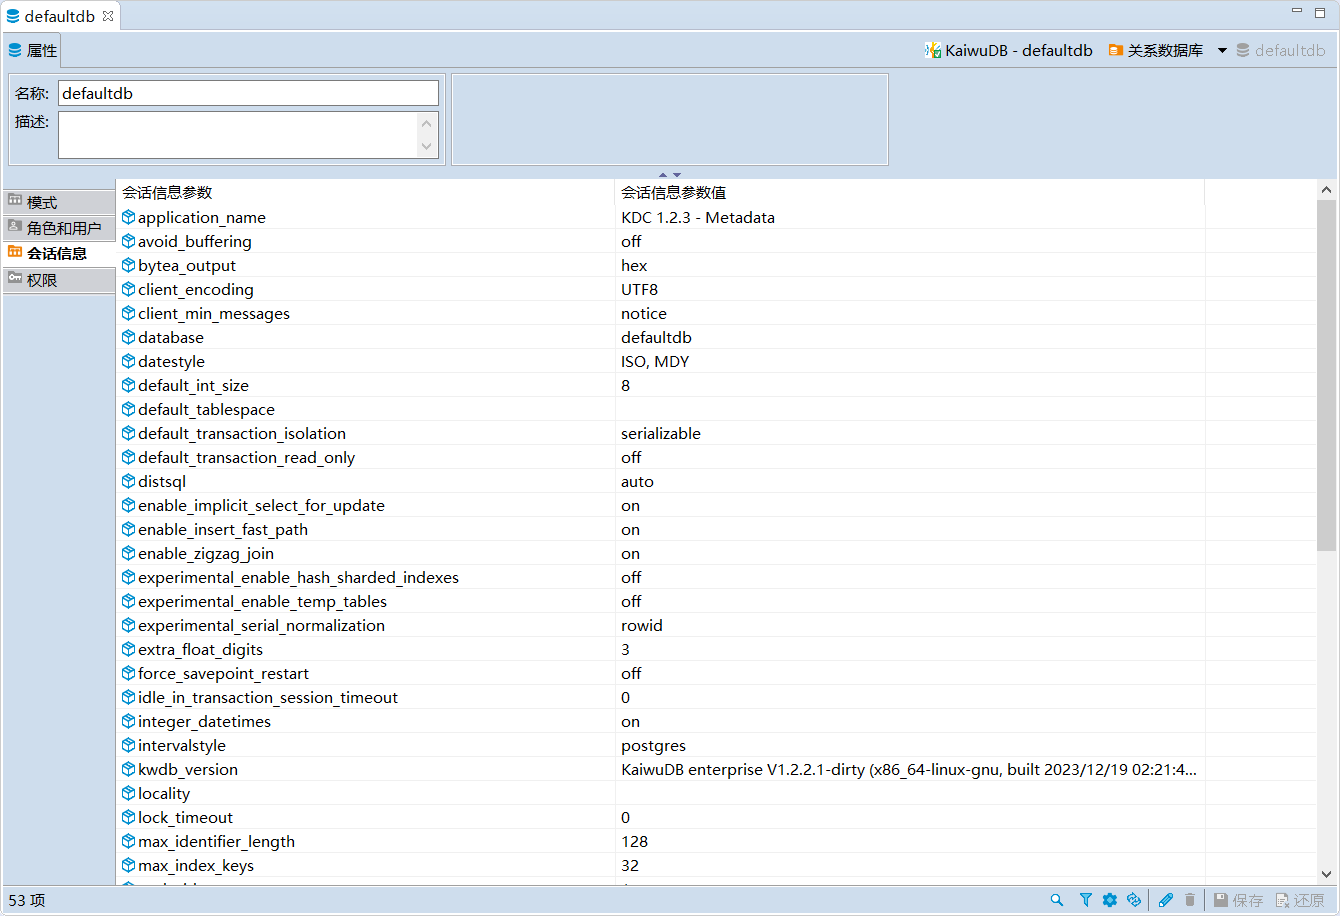 defaultdb
属性
KaiwuDB - defaultdb 关系数据库 defaultdb
名称: defaultdb
描述:
模式
角色和用户
会话信息
权限
会话信息参数 会话信息参数值
application_name KDC 1.2.3 - Metadata
avoid_buffering off
bytea_output hex
client_encoding UTF8
client_min_messages notice
database defaultdb
datestyle ISO, MDY
default_int_size 8
default_tablespace
default_transaction_isolation serializable
default_transaction_read_only off
distsql auto
enable_implicit_select_for_update on
enable_insert_fast_path on
enable_zigzag_join on
experimental_enable_hash_sharded_indexes off
experimental_enable_temp_tables off
experimental_serial_normalization rowid
extra_float_digits 3
force_savepoint_restart off
idle_in_transaction_session_timeout 0
integer_datetimes on
intervalstyle postgres
kwdb_version KaiwuDB enterprise V1.2.2.1-dirty (x86_64-linux-gnu, built 2023/12/19 02:21:4...
locality
lock_timeout 0
max_identifier_length 128
max_index_keys 32
53 项
保存 还原